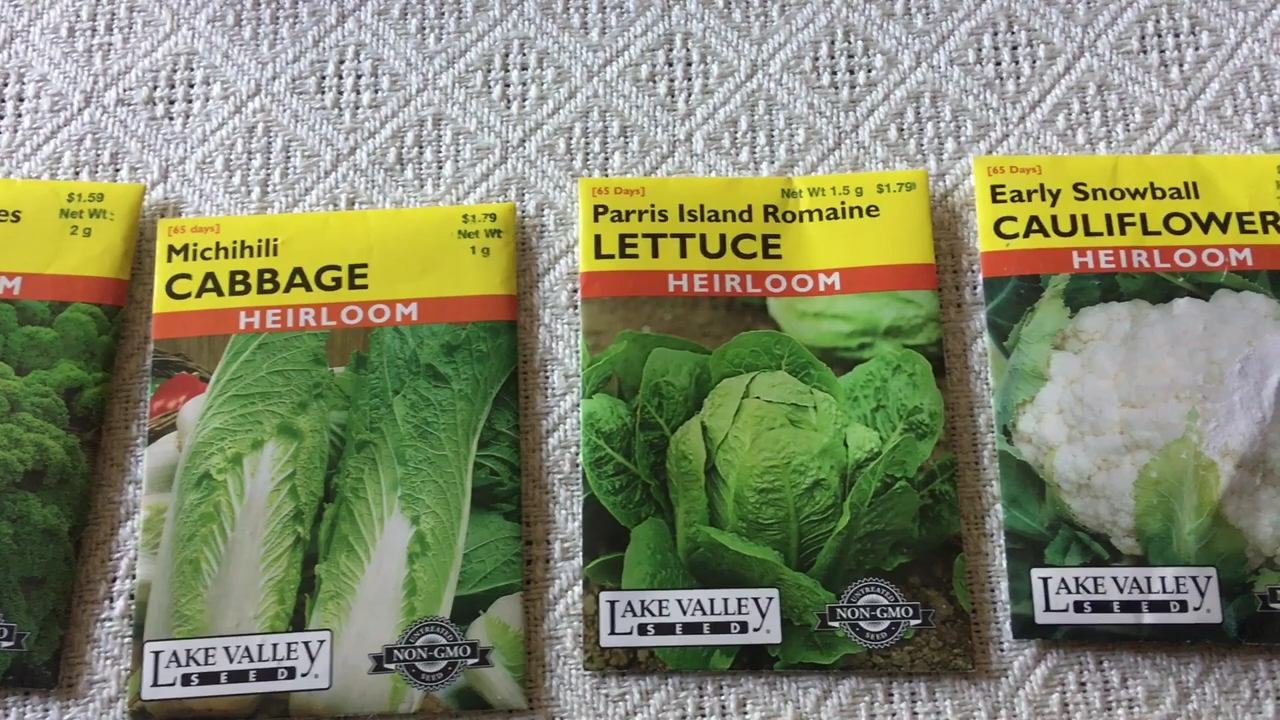 $1.59
es
Net Wt:
2 g
M
[65 days]
$1.79
Michihili
Net Wt
CABBAGE
1 g
HEIRLOOM
LAKE VALLEY
SEED
UNTREATED
NON-GMO
SEED
[65 Days]
Net Wt 1.5 g $1.79
Parris Island Romaine
LETTUCE
HEIRLOOM
LAKE VALLEY
SEED
UNTREATED
NON-GMO
SEED
[65 Days]
Early Snowball
CAULIFLOWER
HEIRLOOM
LAKE VALLEY
SEED